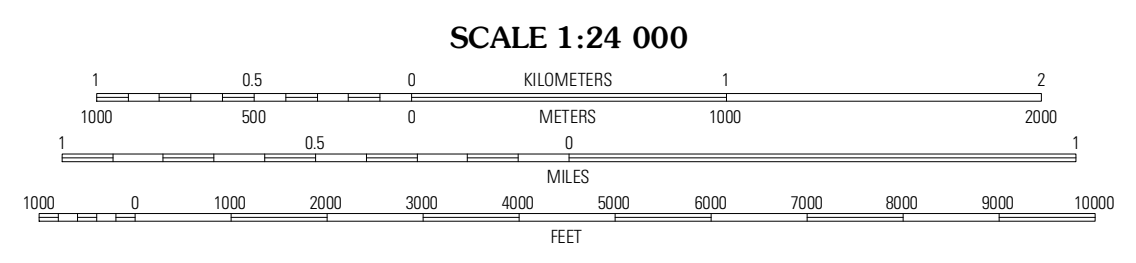 SCALE 1:24 000
1 0.5 0 KILOMETERS 1 2
1000 500 0 METERS 1000 2000
1 0.5 0 1
MILES
1000 0 1000 2000 3000 4000 5000 6000 7000 8000 9000 10000
FEET